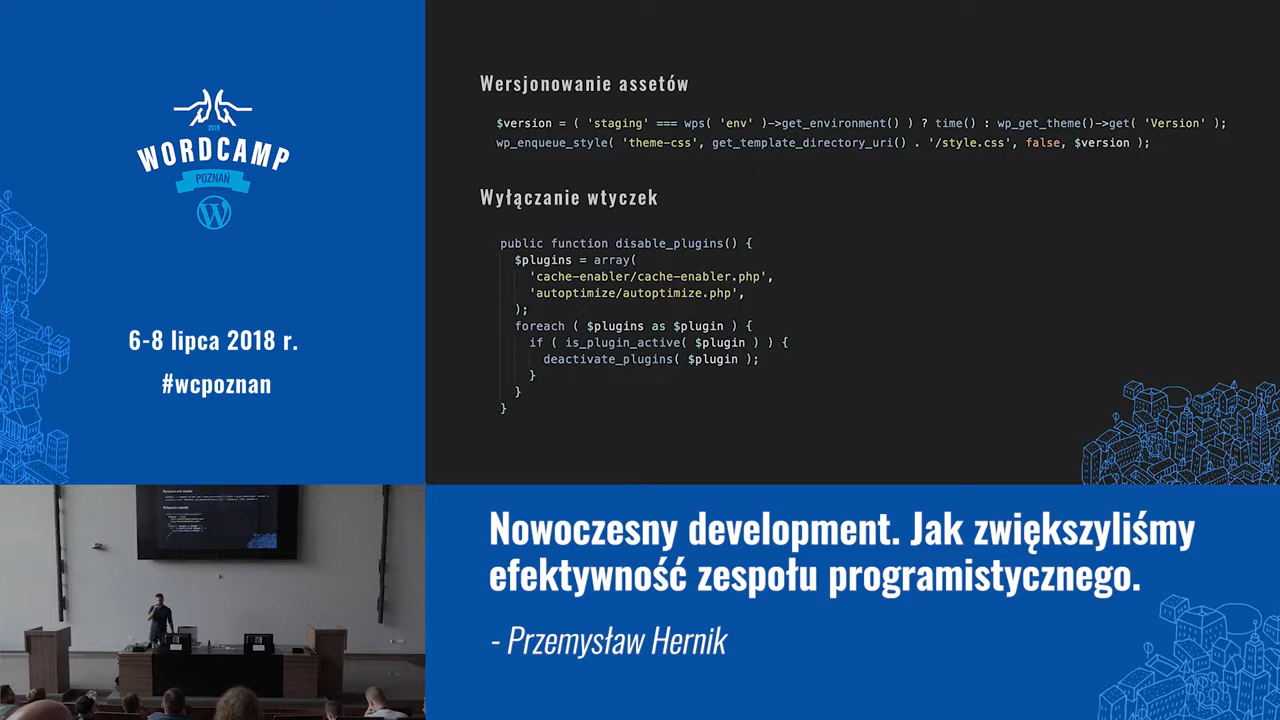 2018
WORDCAMP
POZNAŃ
6-8 lipca 2018 r.
#wcpoznan
Wersjonowanie assetów
$version = ( 'staging' === wps( 'env' )->get_environment() ) ? time() : wp_get_theme()->get( 'Version' );
wp_enqueue_style( 'theme-css', get_template_directory_uri() . '/style.css', false, $version );
Wyłączanie wtyczek
public function disable_plugins() {
$plugins = array(
'cache-enabler/cache-enabler.php',
'autoptimize/autoptimize.php',
);
foreach ( $plugins as $plugin ) {
if ( is_plugin_active( $plugin ) ) {
deactivate_plugins( $plugin );
}
}
}
Nowoczesny development. Jak zwiększyliśmy
efektywność zespołu programistycznego.
- Przemysław Hernik